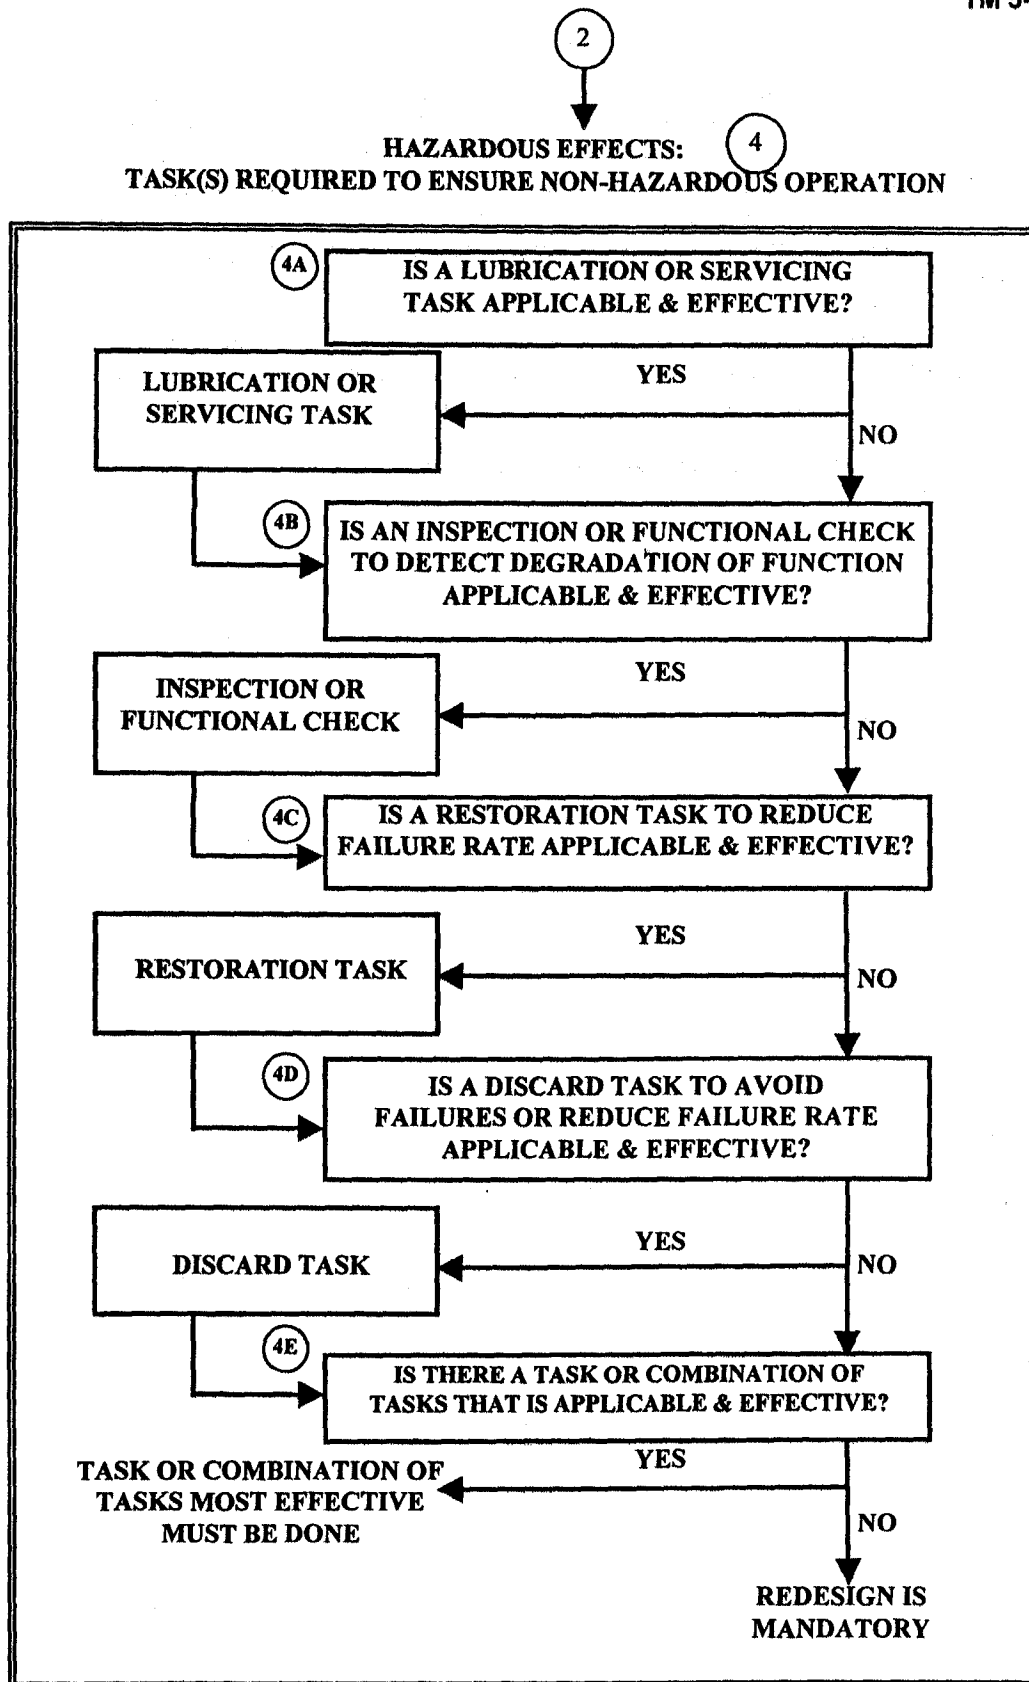 TM 5-
2
HAZARDOUS EFFECTS:
4
TASK(S) REQUIRED TO ENSURE NON-HAZARDOUS OPERATION
4A
IS A LUBRICATION OR SERVICING
TASK APPLICABLE & EFFECTIVE?
YES
LUBRICATION OR
SERVICING TASK
NO
4B
IS AN INSPECTION OR FUNCTIONAL CHECK
TO DETECT DEGRADATION OF FUNCTION
APPLICABLE & EFFECTIVE?
YES
INSPECTION OR
FUNCTIONAL CHECK
NO
4C
IS A RESTORATION TASK TO REDUCE
FAILURE RATE APPLICABLE & EFFECTIVE?
YES
RESTORATION TASK
NO
4D
IS A DISCARD TASK TO AVOID
FAILURES OR REDUCE FAILURE RATE
APPLICABLE & EFFECTIVE?
YES
DISCARD TASK
NO
4E
IS THERE A TASK OR COMBINATION OF
TASKS THAT IS APPLICABLE & EFFECTIVE?
YES
TASK OR COMBINATION OF
TASKS MOST EFFECTIVE
MUST BE DONE
NO
REDESIGN IS
MANDATORY